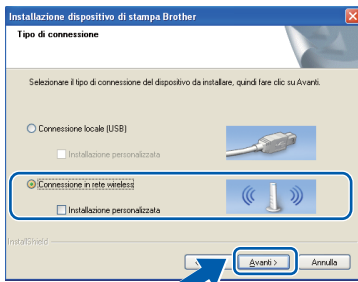 Installazione dispositivo di stampa Brother
Tipo di connessione
Selezionare il tipo di connessione del dispositivo da installare, quindi fare clic su Avanti.
Connessione locale (USB)
Installazione personalizzata
Connessione in rete wireless
Installazione personalizzata
InstallShield
< Avanti > Annulla